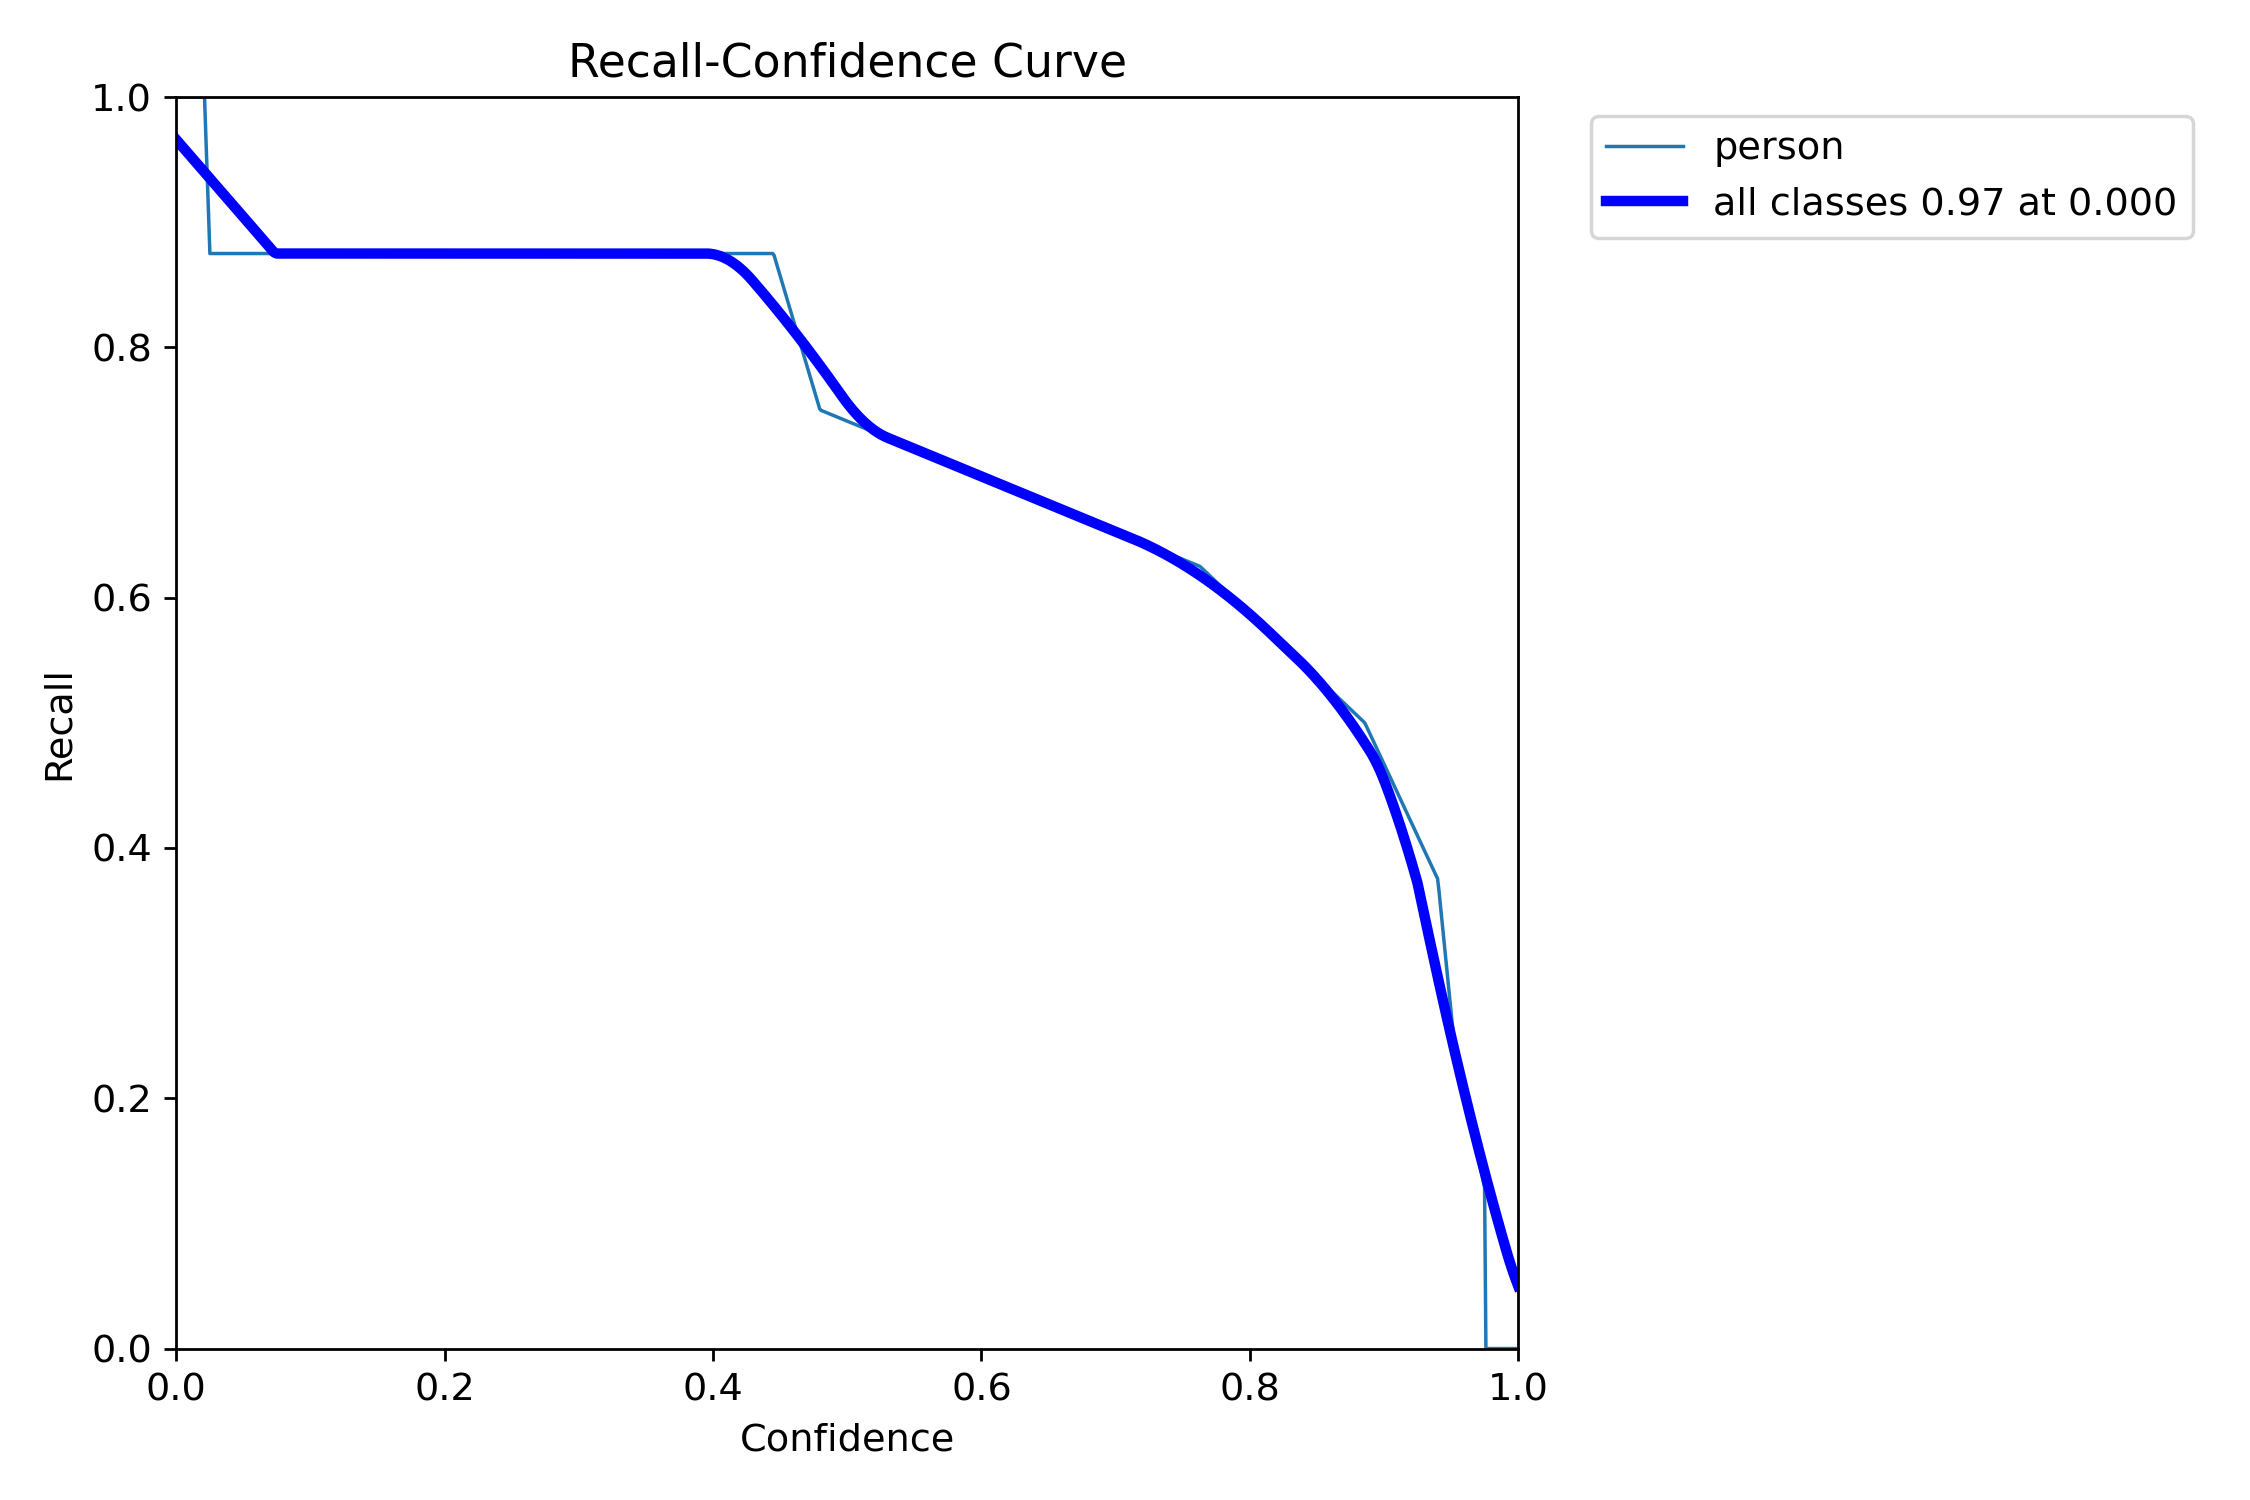 Recall-Confidence Curve
1.0
0.8
0.6
0.4
0.2
0.0
Recall
0.0 0.2 0.4 0.6 0.8 1.0
Confidence
person
all classes 0.97 at 0.000